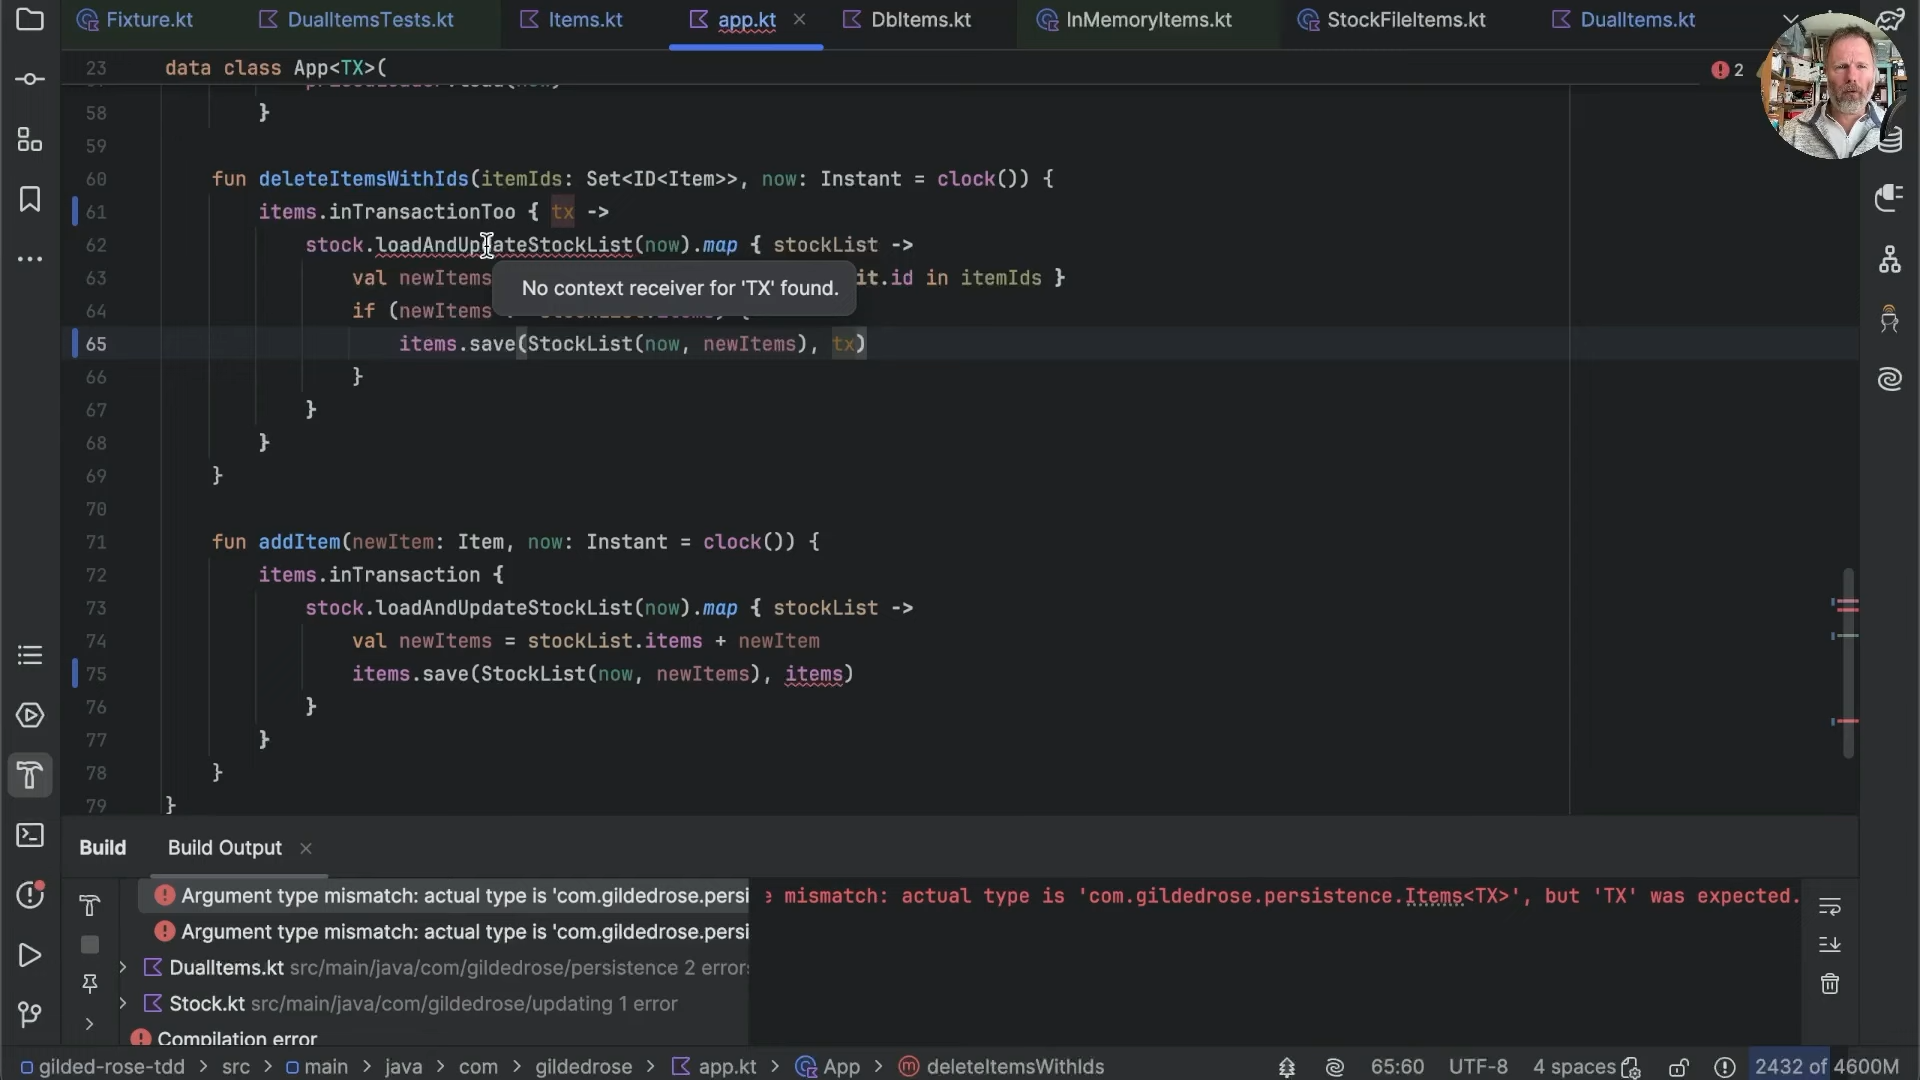 Fixture.kt DualItemsTests.kt Items.kt app.kt DbItems.kt InMemoryItems.kt StockFileItems.kt DualItems.kt
23 data class App<TX>( 2
58 }
59
60 fun deleteItemsWithIds(itemIds: Set<ID<Item>>, now: Instant = clock()) {
61 items.inTransactionToo { tx ->
62 stock.loadAndUpdateStockList(now).map { stockList ->
63 val newItems it.id in itemIds }
No context receiver for 'TX' found.
64 if (newItems
65 items.save(StockList(now, newItems), tx)
66 }
67 }
68 }
69 }
70
71 fun addItem(newItem: Item, now: Instant = clock()) {
72 items.inTransaction {
73 stock.loadAndUpdateStockList(now).map { stockList ->
74 val newItems = stockList.items + newItem
75 items.save(StockList(now, newItems), items)
76 }
77 }
78 }
79 }
Build Build Output
Argument type mismatch: actual type is 'com.gildedrose.persi
mismatch: actual type is 'com.gildedrose.persistence.Items<TX>', but 'TX' was expected.
Argument type mismatch: actual type is 'com.gildedrose.persi
DualItems.kt src/main/java/com/gildedrose/persistence 2 errors
Stock.kt src/main/java/com/gildedrose/updating 1 error
Compilation error
gilded-rose-tdd > src > main > java > com > gildedrose > app.kt > App > deleteItemsWithIds 65:60 UTF-8 4 spaces 2432 of 4600M